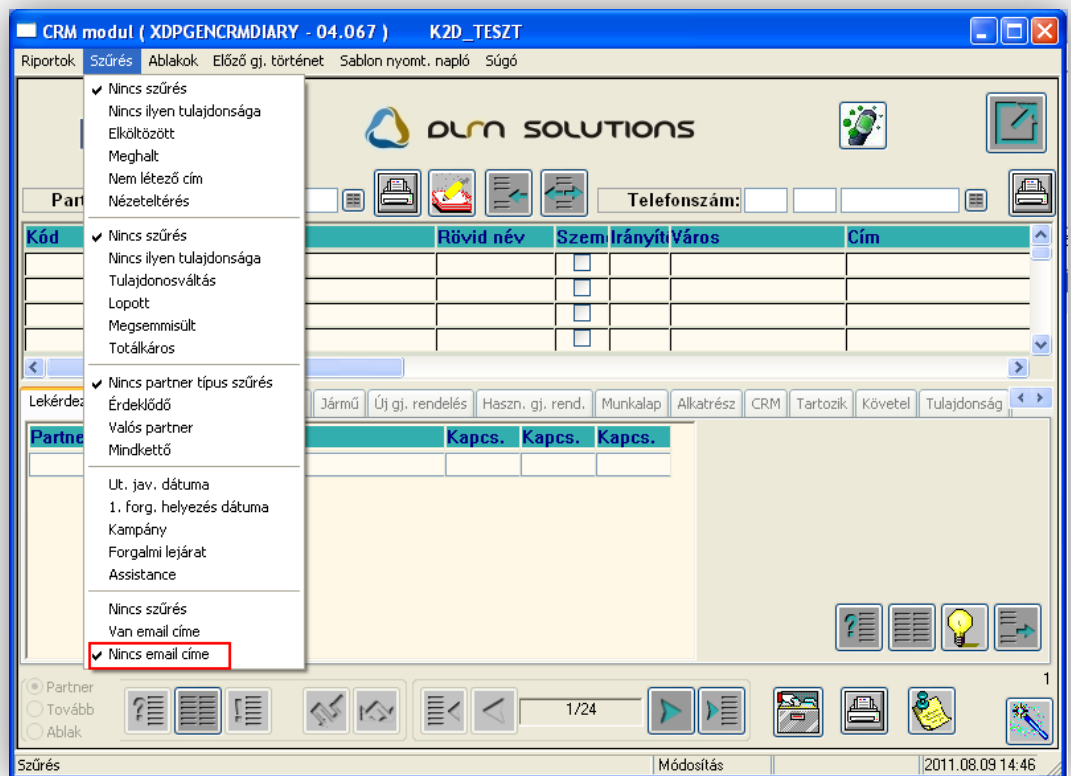 CRM modul ( XDPGENCRMDIARY - 04.067 ) K2D_TESZT
Riportok Szűrés Ablakok Előző gj. történet Sablon nyomt. napló Súgó
Nincs szűrés
Nincs ilyen tulajdonsága
Elköltözött
Meghalt
Nem létező cím
Nézeteltérés
Nincs szűrés
Nincs ilyen tulajdonsága
Tulajdonosváltás
Lopott
Megsemmisült
Totálkáros
Nincs partner típus szűrés
Érdeklődő
Valós partner
Mindkettő
Ut. jav. dátuma
1. forg. helyezés dátuma
Kampány
Forgalmi lejárat
Assistance
Nincs szűrés
Van email címe
Nincs email címe
DLM SOLUTIONS
Part Telefonszám:
Kód Rövid név Szem Irányít Város Cím
Lekérdez Jármű Új gj. rendelés Haszn. gj. rend. Munkalap Alkatrész CRM Tartozik Követel Tulajdonság
Partne Kapcs. Kapcs. Kapcs.
Partner
Tovább
Ablak
1/24
1
Szűrés Módosítás 2011.08.09 14:46